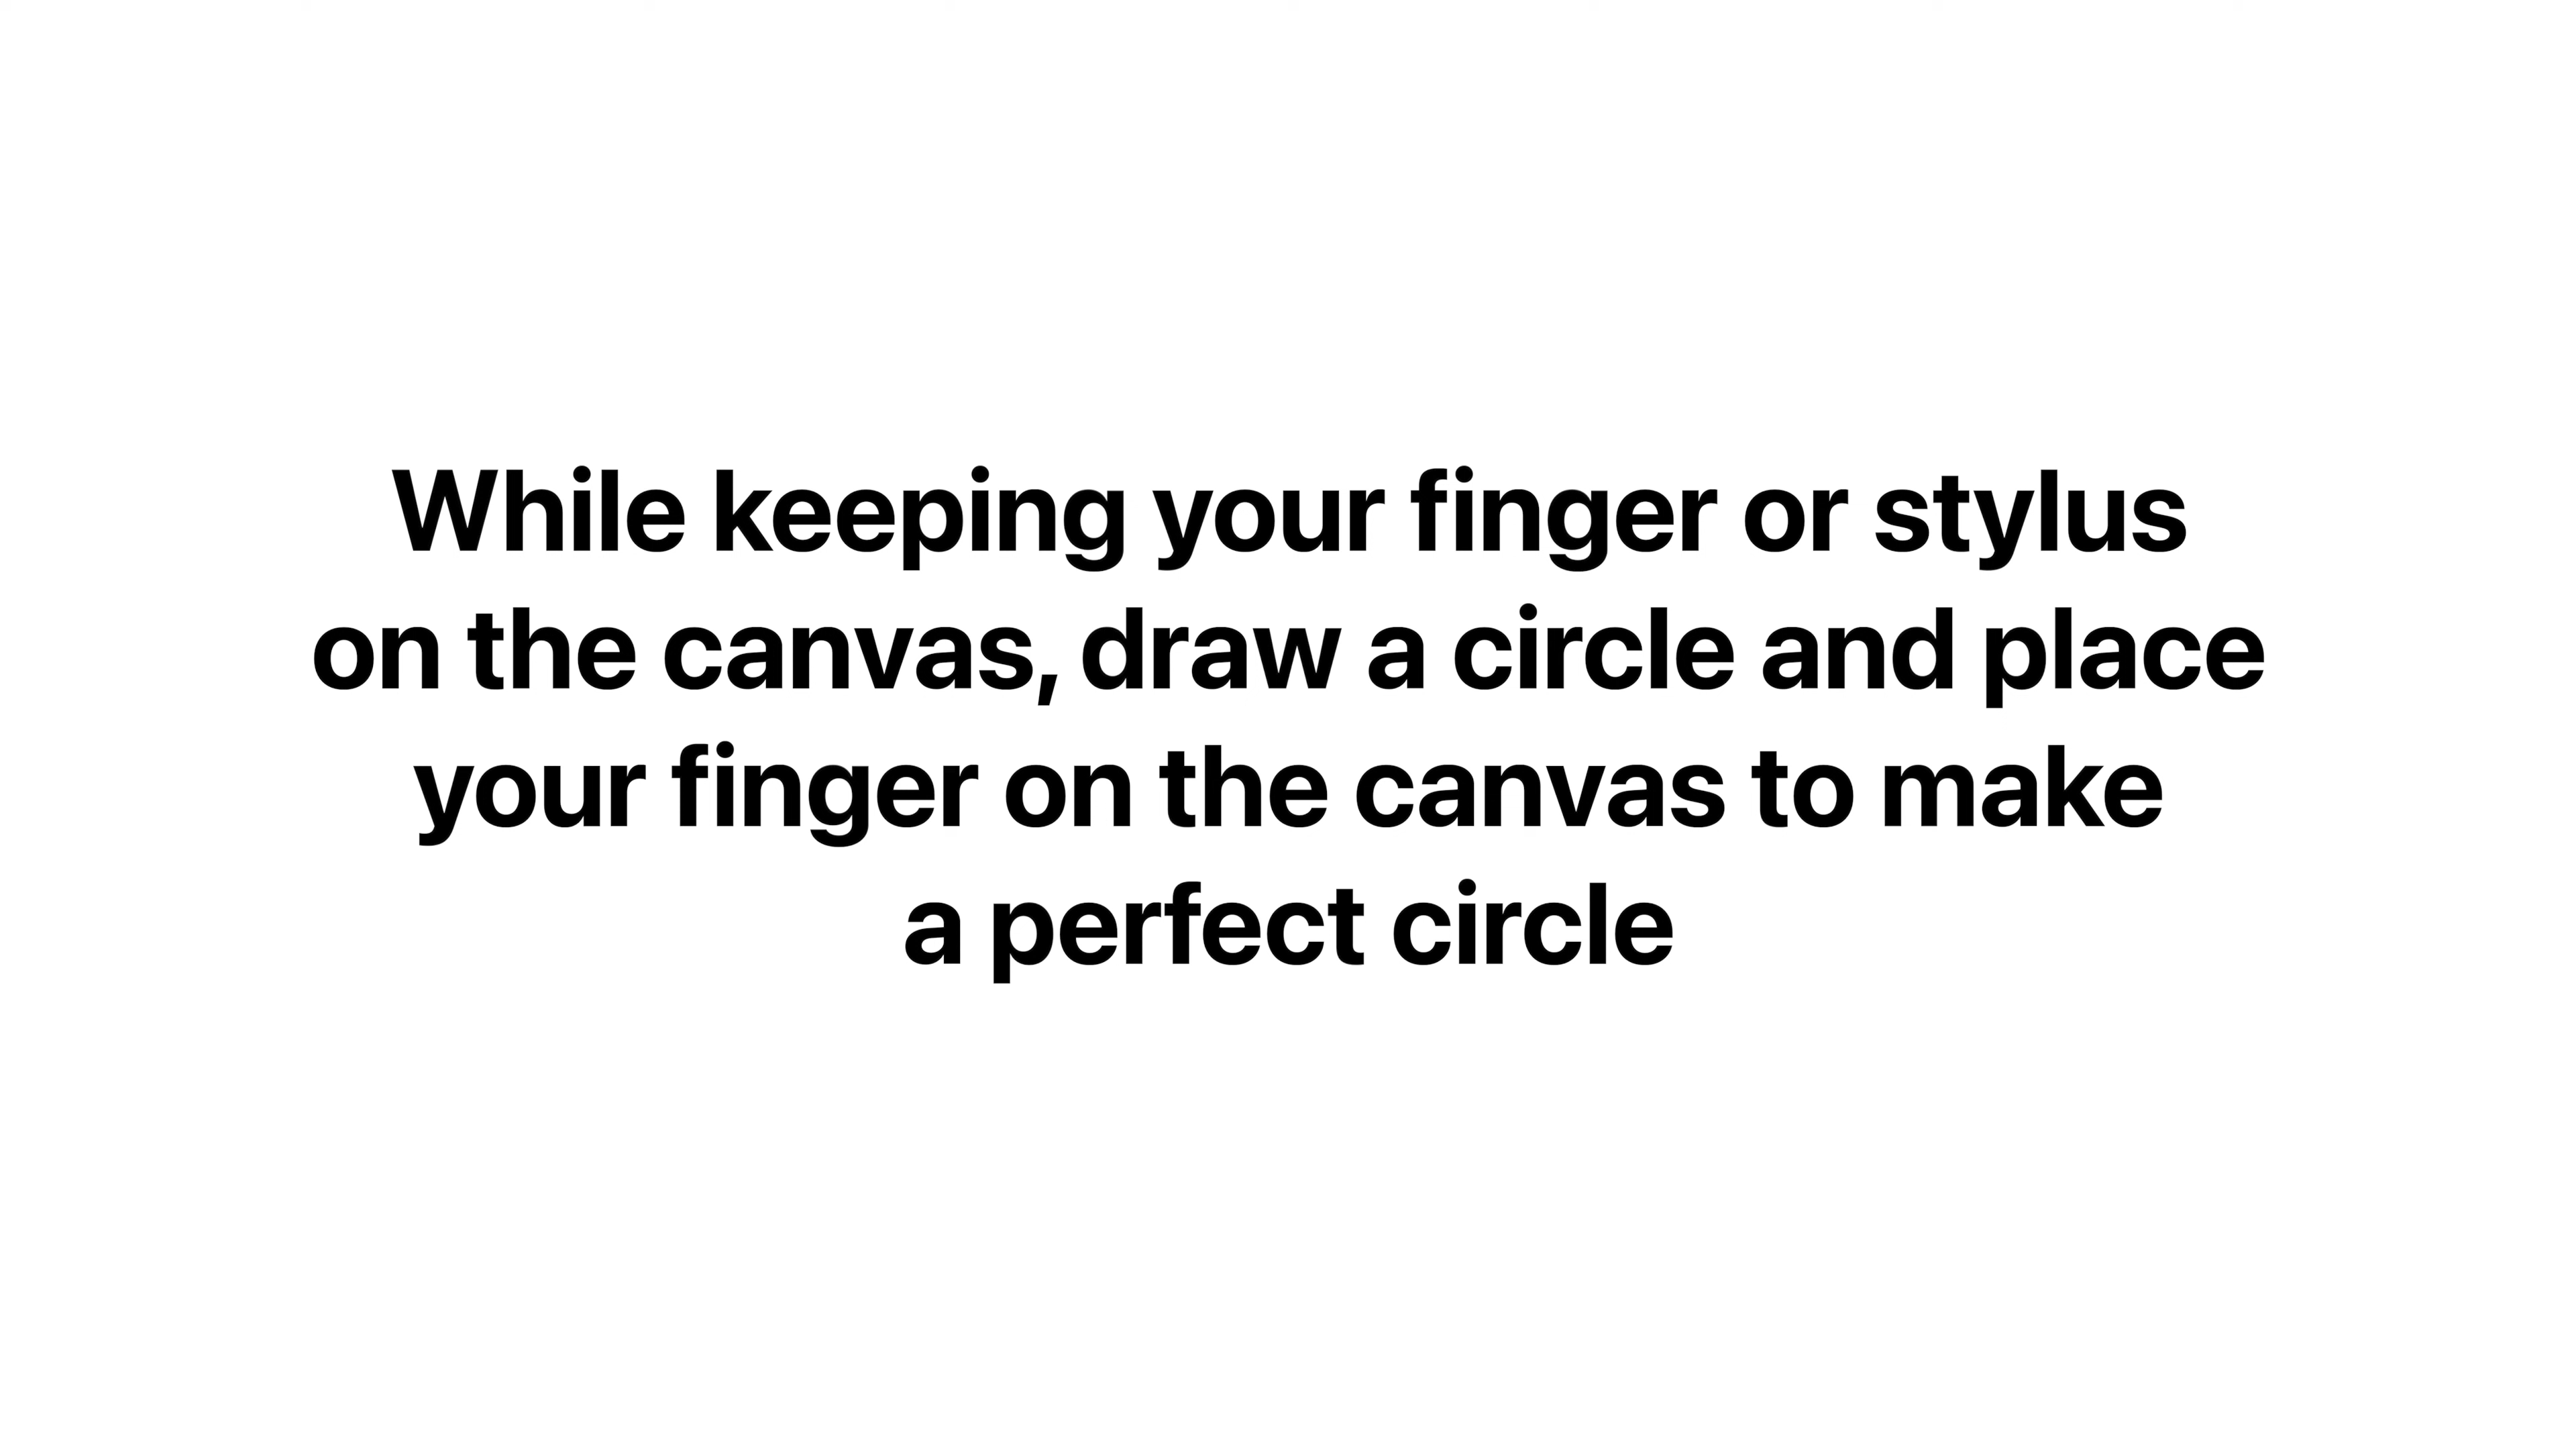 While keeping your finger or stylus
on the canvas, draw a circle and place
your finger on the canvas to make
a perfect circle